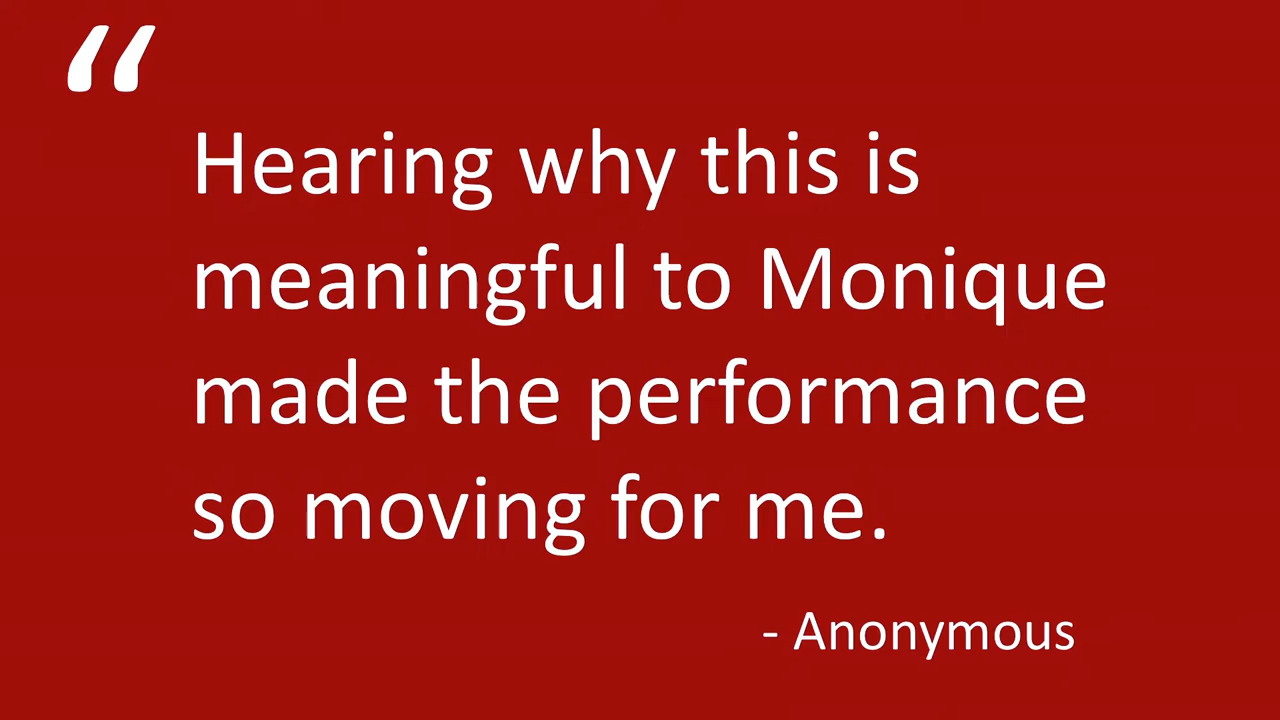 “
Hearing why this is
meaningful to Monique
made the performance
so moving for me.
- Anonymous